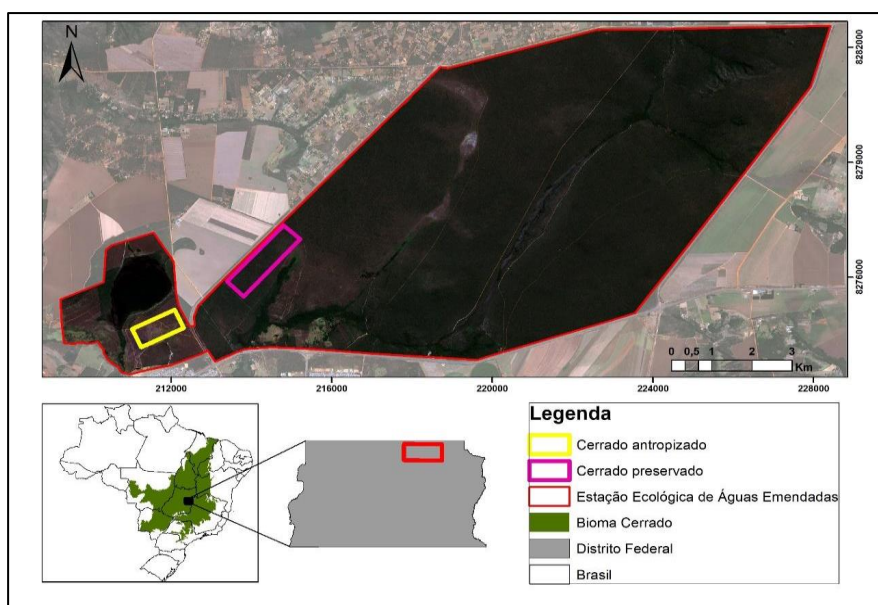 N
8282000
8279000
8276000
0 0,5 1 2 3
Km
212000 216000 220000 224000 228000
Legenda
Cerrado antropizado
Cerrado preservado
Estação Ecológica de Águas Emendadas
Bioma Cerrado
Distrito Federal
Brasil